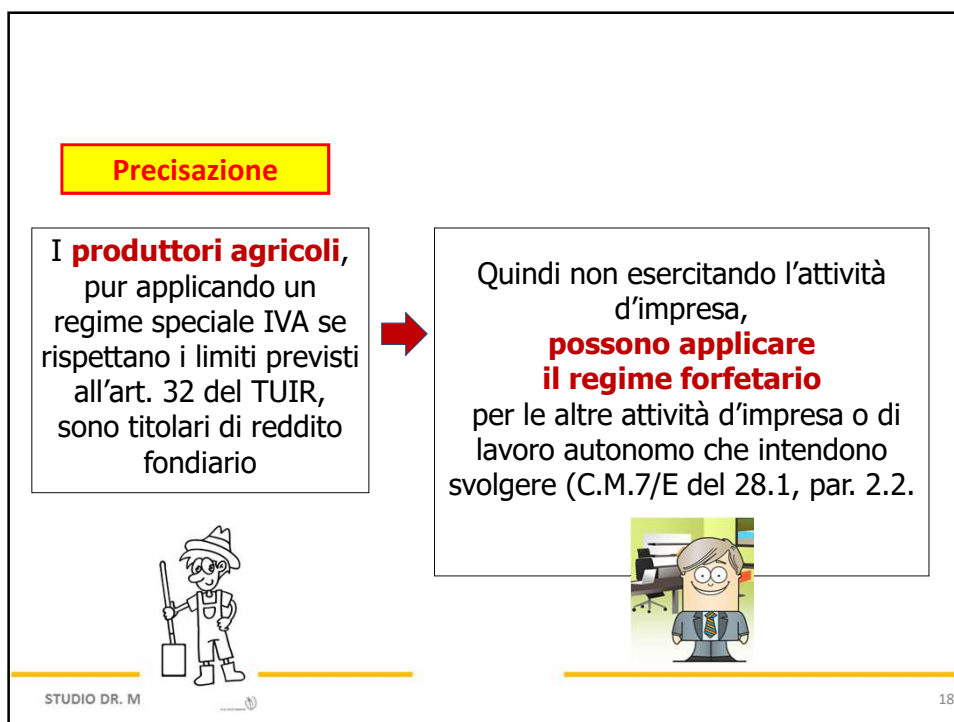 Precisazione
I produttori agricoli,
pur applicando un
regime speciale IVA se
rispettano i limiti previsti
all’art. 32 del TUIR,
sono titolari di reddito
fondiario
Quindi non esercitando l’attività
d’impresa,
possono applicare
il regime forfetario
per le altre attività d’impresa o di
lavoro autonomo che intendono
svolgere (C.M.7/E del 28.1, par. 2.2.
STUDIO DR. M
18